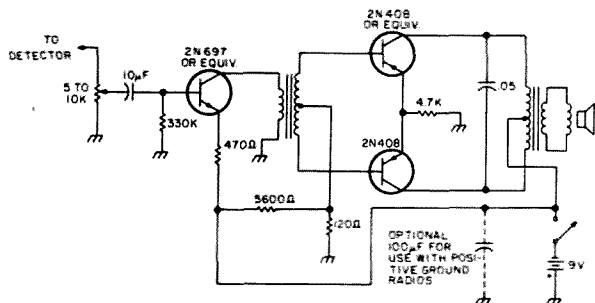 TO
DETECTOR
5 TO
10K
10µF
330K
2N697
OR EQUIV.
470Ω
5600Ω
120Ω
2N408
OR EQUIV.
4.7K
2N408
.05
OPTIONAL
100µF FOR
USE WITH POSI-
TIVE GROUND
RADIOS
9V
+